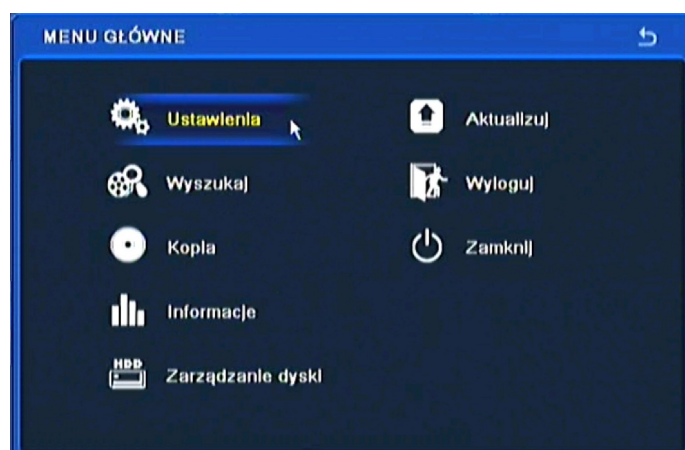 MENU GŁÓWNE
Ustawienia
Aktualizuj
Wyszukaj
Wyloguj
Kopia
Zamknij
Informacje
HDD
Zarządzanie dyski